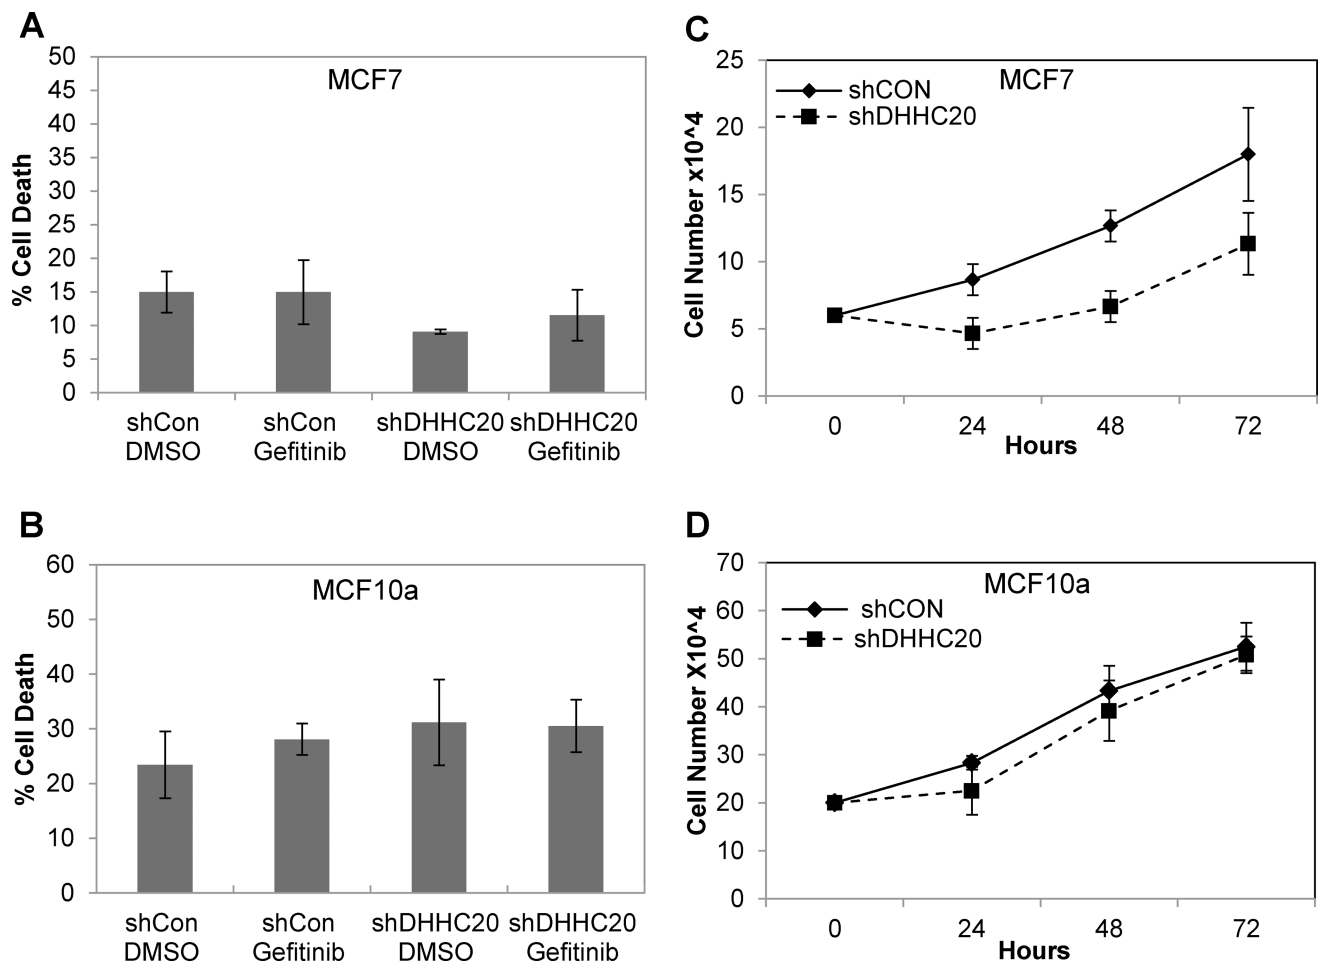 A
MCF7
% Cell Death
50
45
40
35
30
25
20
15
10
5
0
shCon DMSO
shCon Gefitinib
shDHHC20 DMSO
shDHHC20 Gefitinib
C
MCF7
shCON
shDHHC20
Cell Number x10^4
25
20
15
10
5
0
0 24 48 72
Hours
B
MCF10a
% Cell Death
60
50
40
30
20
10
0
shCon DMSO
shCon Gefitinib
shDHHC20 DMSO
shDHHC20 Gefitinib
D
MCF10a
shCON
shDHHC20
Cell Number X10^4
70
60
50
40
30
20
10
0
0 24 48 72
Hours